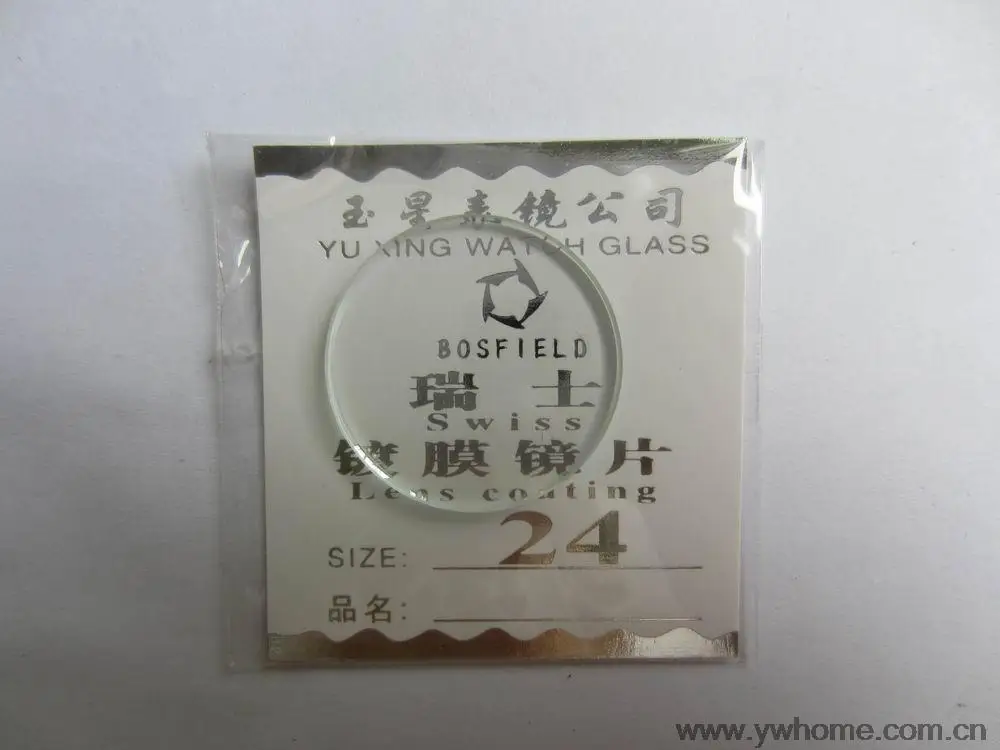 玉星表镜公司
YU XING WATCH GLASS
BOSFIELD
瑞士
Swiss
镀膜镜片
Lens coating
SIZE: 24
品名:
www.ywhome.com.cn